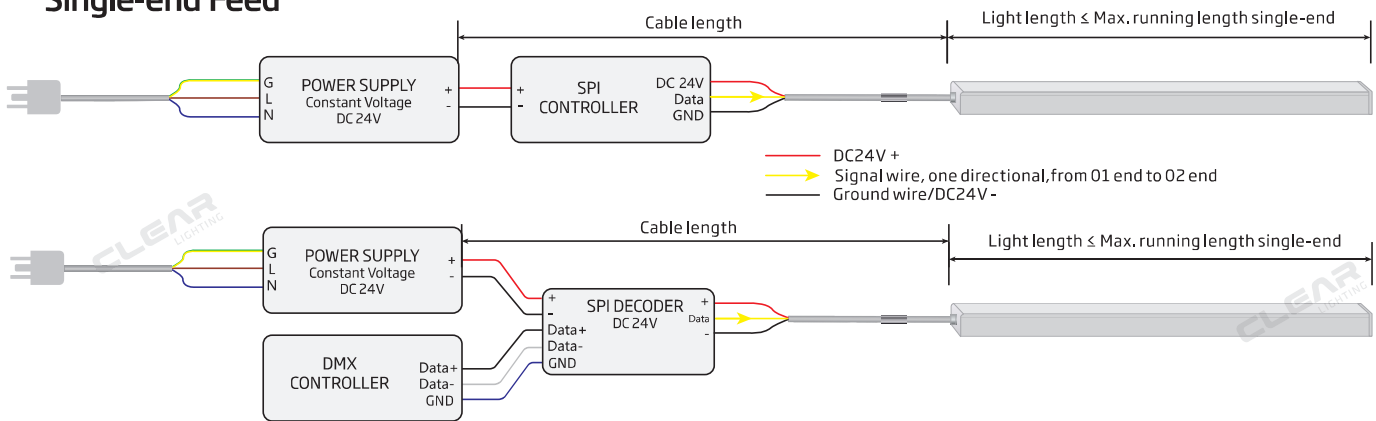 Single-end Feed
Cable length
Light length ≤ Max. running length single-end
G
L
N
POWER SUPPLY
Constant Voltage
DC 24V
+
-
+
-
SPI
CONTROLLER
DC 24V
Data
GND
DC24V +
Signal wire, one directional, from 01 end to 02 end
Ground wire/DC24V -
Cable length
Light length ≤ Max. running length single-end
G
L
N
POWER SUPPLY
Constant Voltage
DC 24V
+
-
+
-
Data+
Data-
GND
SPI DECODER
DC 24V
+
Data
-
DMX
CONTROLLER
Data+
Data-
GND
CLEAR
LIGHTING
CLEAR
LIGHTING